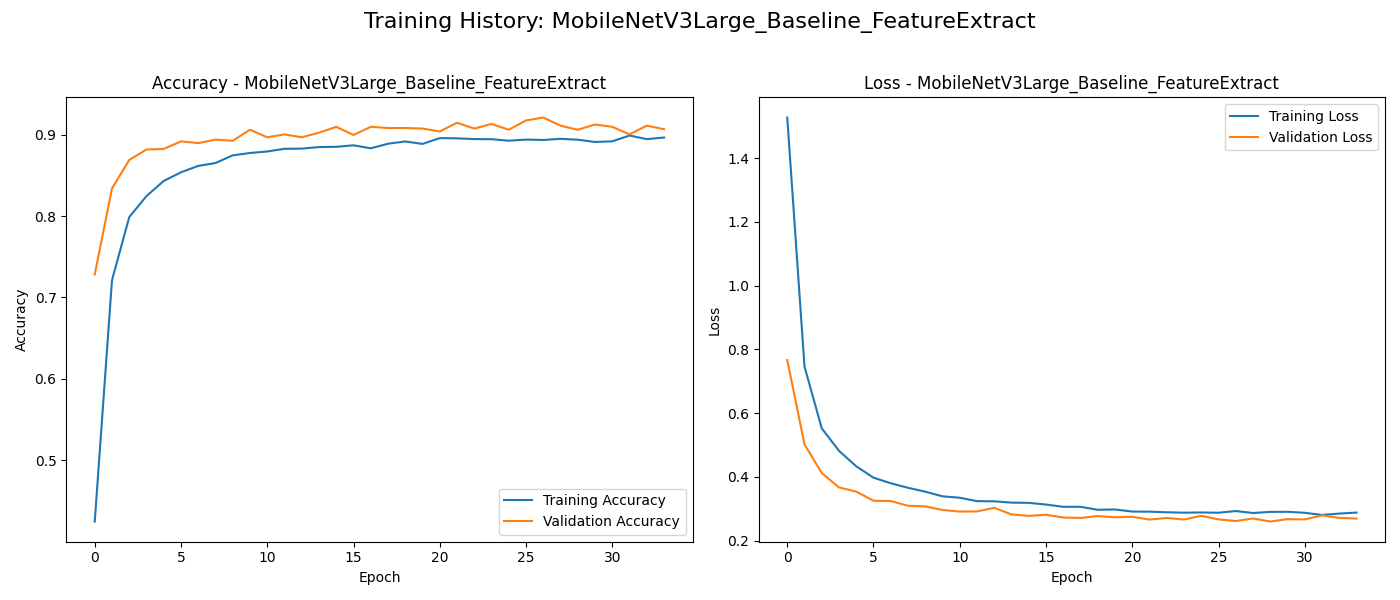 Training History: MobileNetV3Large_Baseline_FeatureExtract
Accuracy - MobileNetV3Large_Baseline_FeatureExtract
0.9
0.8
0.7
0.6
0.5
Accuracy
Training Accuracy
Validation Accuracy
0 5 10 15 20 25 30
Epoch
Loss - MobileNetV3Large_Baseline_FeatureExtract
Training Loss
Validation Loss
1.4
1.2
1.0
0.8
0.6
0.4
0.2
Loss
0 5 10 15 20 25 30
Epoch